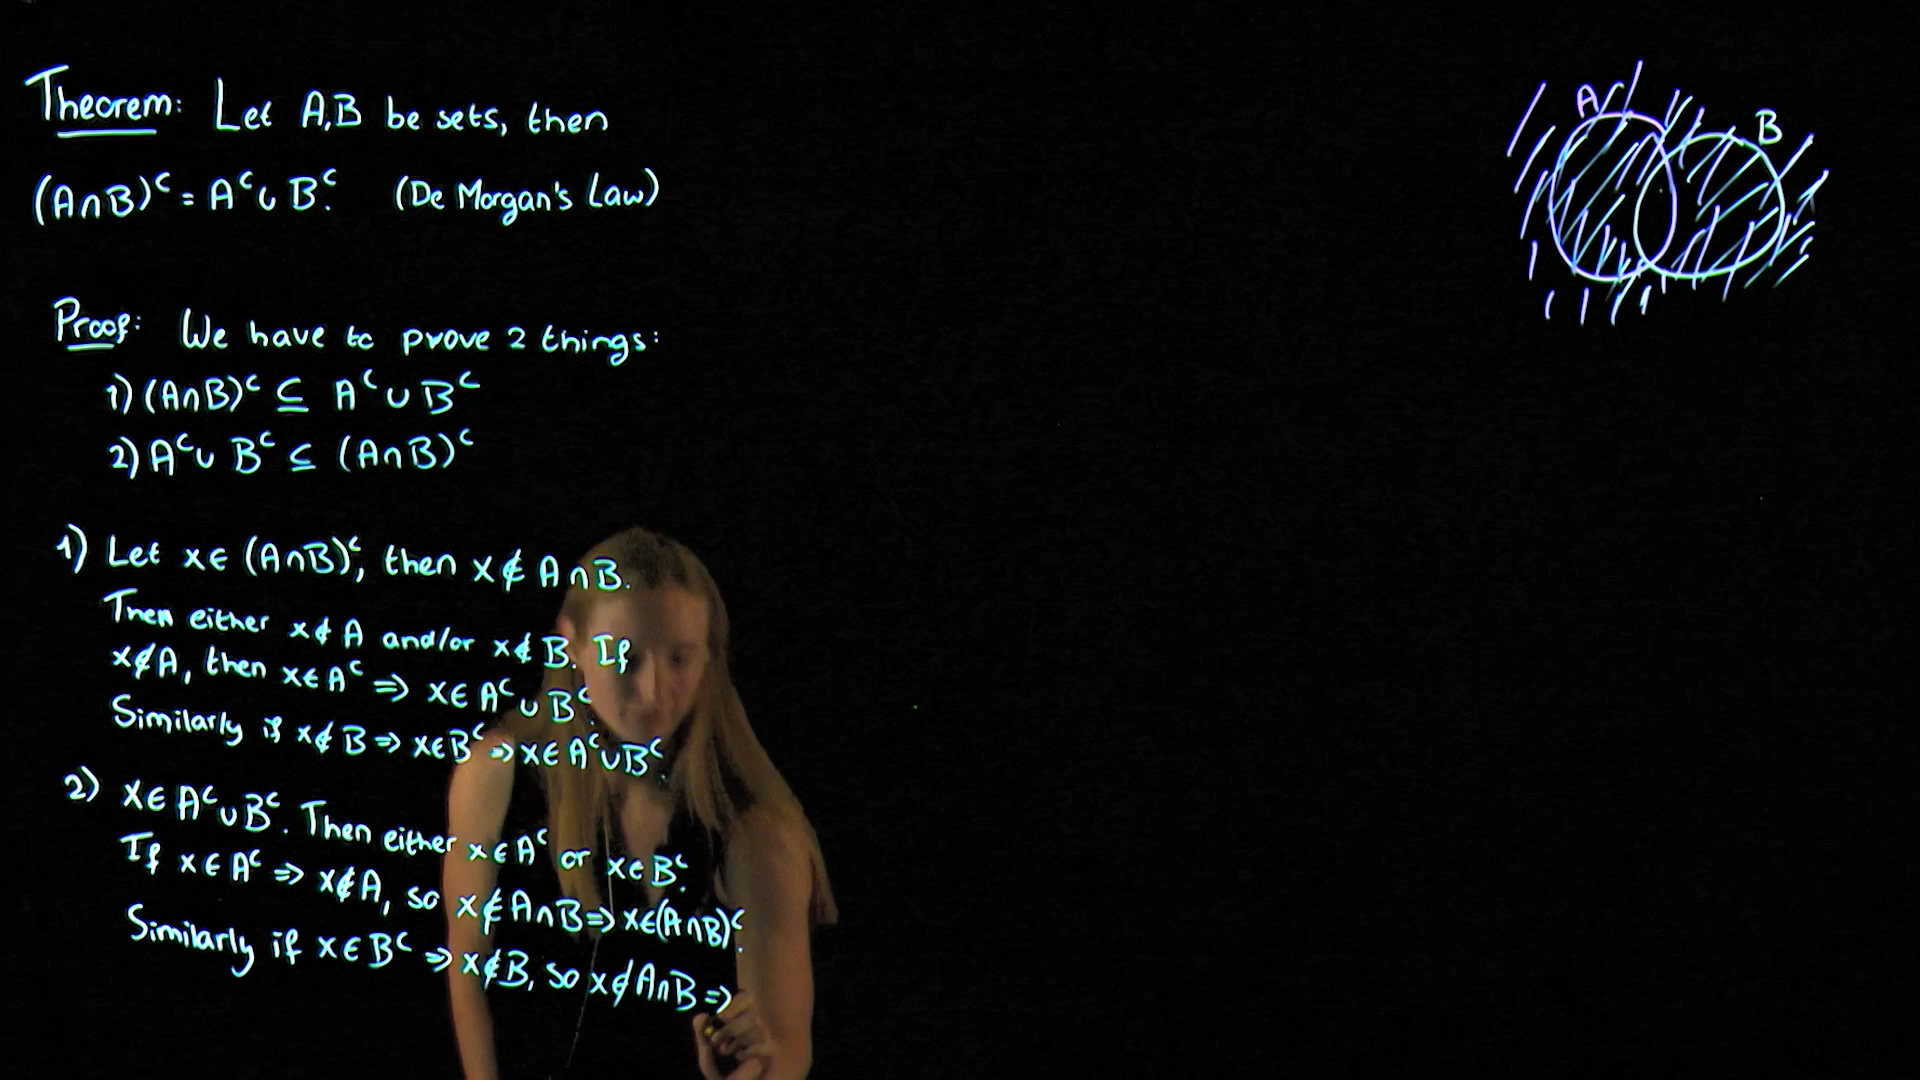 Theorem: Let A,B be sets, then
(A∩B)ᶜ = Aᶜ ∪ Bᶜ. (De Morgan's Law)
Proof: We have to prove 2 things:
1) (A∩B)ᶜ ⊆ Aᶜ ∪ Bᶜ
2) Aᶜ ∪ Bᶜ ⊆ (A∩B)ᶜ
1) Let x ∈ (A∩B)ᶜ, then x ∉ A∩B.
Then either x ∉ A and/or x ∉ B. If
x ∉ A, then x ∈ Aᶜ ⇒ x ∈ Aᶜ ∪ Bᶜ.
Similarly if x ∉ B ⇒ x ∈ Bᶜ ⇒ x ∈ Aᶜ ∪ Bᶜ.
2) x ∈ Aᶜ ∪ Bᶜ. Then either x ∈ Aᶜ or x ∈ Bᶜ.
If x ∈ Aᶜ ⇒ x ∉ A, so x ∉ A∩B ⇒ x ∈ (A∩B)ᶜ.
Similarly if x ∈ Bᶜ ⇒ x ∉ B, so x ∉ A∩B ⇒
A
B